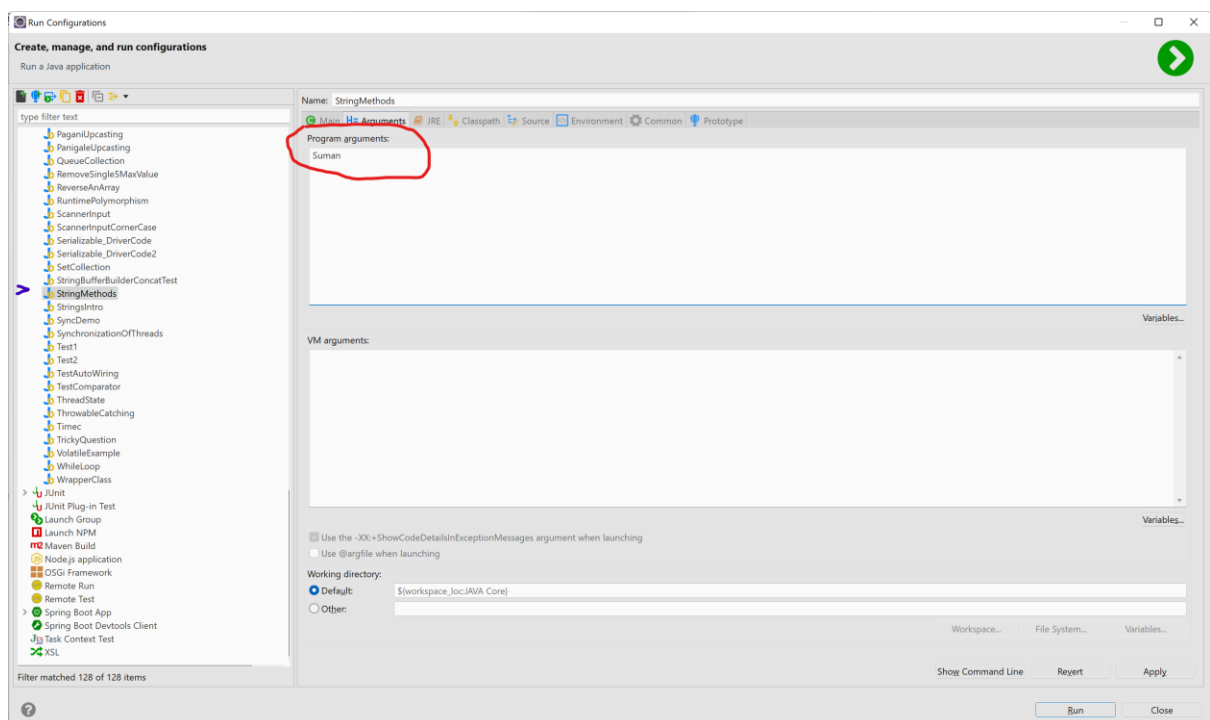 Run Configurations
Create, manage, and run configurations
Run a Java application
type filter text
PaganiUpcasting
PanigaleUpcasting
QueueCollection
RemoveSingle5MaxValue
ReverseAnArray
RuntimePolymorphism
ScannerInput
ScannerInputCornerCase
Serializable_DriverCode
Serializable_DriverCode2
SetCollection
StringBufferBuilderConcatTest
StringMethods
StringsIntro
SyncDemo
SynchronizationOfThreads
Test1
Test2
TestAutoWiring
TestComparator
ThreadState
ThrowableCatching
Timec
TrickyQuestion
VolatileExample
WhileLoop
WrapperClass
JUnit
JUnit Plug-in Test
Launch Group
Launch NPM
m2 Maven Build
Node.js application
OSGi Framework
Remote Run
Remote Test
Spring Boot App
Spring Boot Devtools Client
Task Context Test
XSL
Filter matched 128 of 128 items
Name: StringMethods
Main Arguments JRE Classpath Source Environment Common Prototype
Program arguments:
Suman
Variables...
VM arguments:
Variables...
Use the -XX:+ShowCodeDetailsInExceptionMessages argument when launching
Use @argfile when launching
Working directory:
Default: ${workspace_loc:JAVA Core}
Other:
Workspace... File System... Variables...
Show Command Line Revert Apply
Run Close